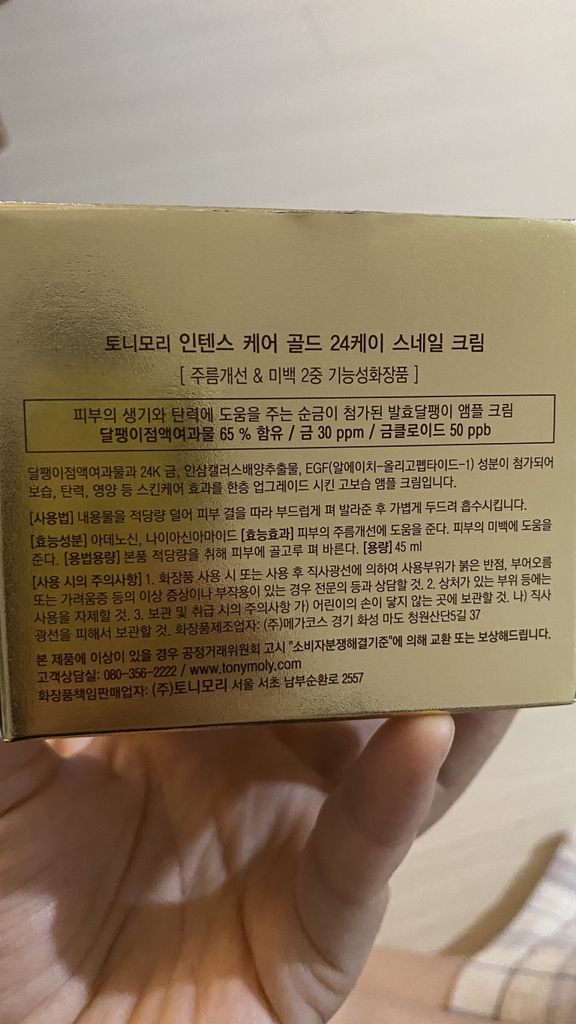 토니모리 인텐스 케어 골드 24케이 스네일 크림
[ 주름개선 & 미백 2중 기능성화장품 ]
피부의 생기와 탄력에 도움을 주는 순금이 첨가된 발효달팽이 앰플 크림
달팽이점액여과물 65 % 함유 / 금 30 ppm / 금클로이드 50 ppb
달팽이점액여과물과 24K 금, 인삼캘러스배양추출물, EGF(알에이치-올리고펩타이드-1) 성분이 첨가되어
보습, 탄력, 영양 등 스킨케어 효과를 한층 업그레이드 시킨 고보습 앰플 크림입니다.
[사용법] 내용물을 적당량 덜어 피부 결을 따라 부드럽게 펴 발라준 후 가볍게 두드려 흡수시킵니다.
[효능성분] 아데노신, 나이아신아마이드 [효능효과] 피부의 주름개선에 도움을 준다. 피부의 미백에 도움을
준다. [용법용량] 본품 적당량을 취해 피부에 골고루 펴 바른다. [용량] 45 ml
[사용 시의 주의사항] 1. 화장품 사용 시 또는 사용 후 직사광선에 의하여 사용부위가 붉은 반점, 부어오름
또는 가려움증 등의 이상 증상이나 부작용이 있는 경우 전문의 등과 상담할 것. 2. 상처가 있는 부위 등에는
사용을 자제할 것. 3. 보관 및 취급 시의 주의사항 가) 어린이의 손이 닿지 않는 곳에 보관할 것. 나) 직사
광선을 피해서 보관할 것. 화장품제조업자: (주)메가코스 경기 화성 마도 청원산단5길 37
본 제품에 이상이 있을 경우 공정거래위원회 고시 "소비자분쟁해결기준"에 의해 교환 또는 보상해드립니다.
고객상담실: 080-356-2222 / www.tonymoly.com
화장품책임판매업자: (주)토니모리 서울 서초 남부순환로 2557